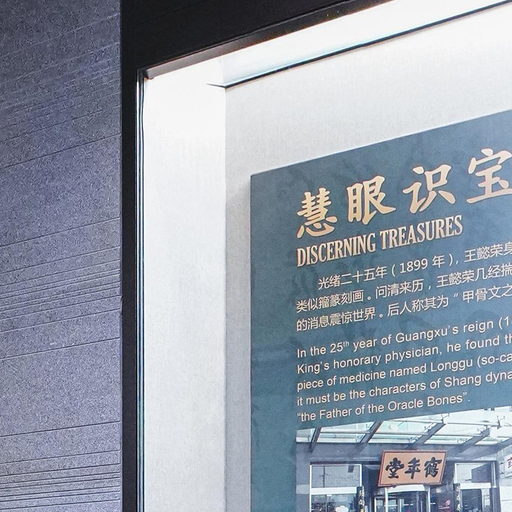 慧眼识宝
DISCERNING TREASURES
光绪二十五年（1899 年），王懿荣身
类似籀篆刻画。问清来历，王懿荣几经揣
的消息震惊世界。后人称其为“甲骨文之
In the 25th year of Guangxu's reign (1
King's honorary physician, he found th
piece of medicine named Longgu (so-ca
it must be the characters of Shang dyna
"the Father of the Oracle Bones".
鶴年堂